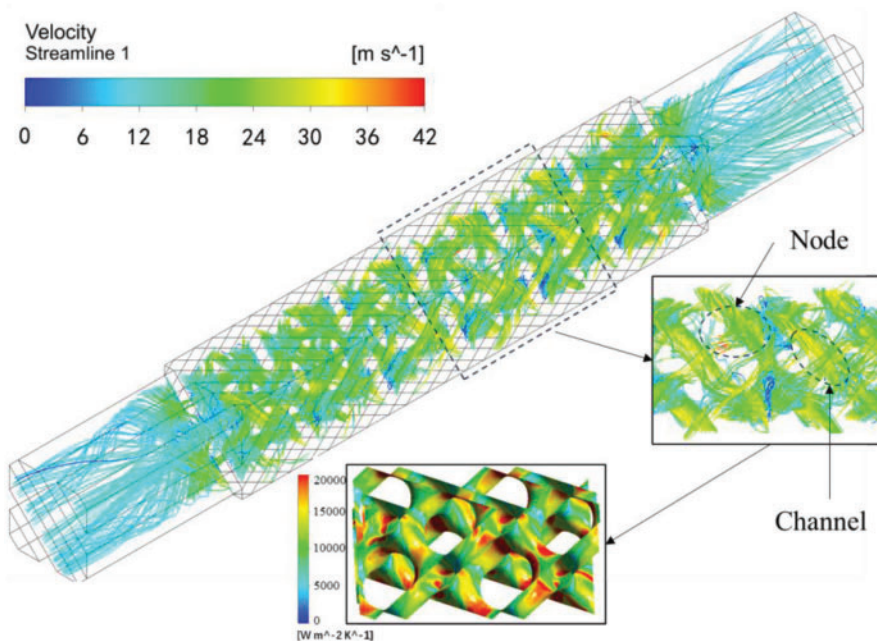 Velocity
Streamline 1
[m s^-1]
0 6 12 18 24 30 36 42
Node
Channel
20000
15000
10000
5000
0
[W m^-2 K^-1]